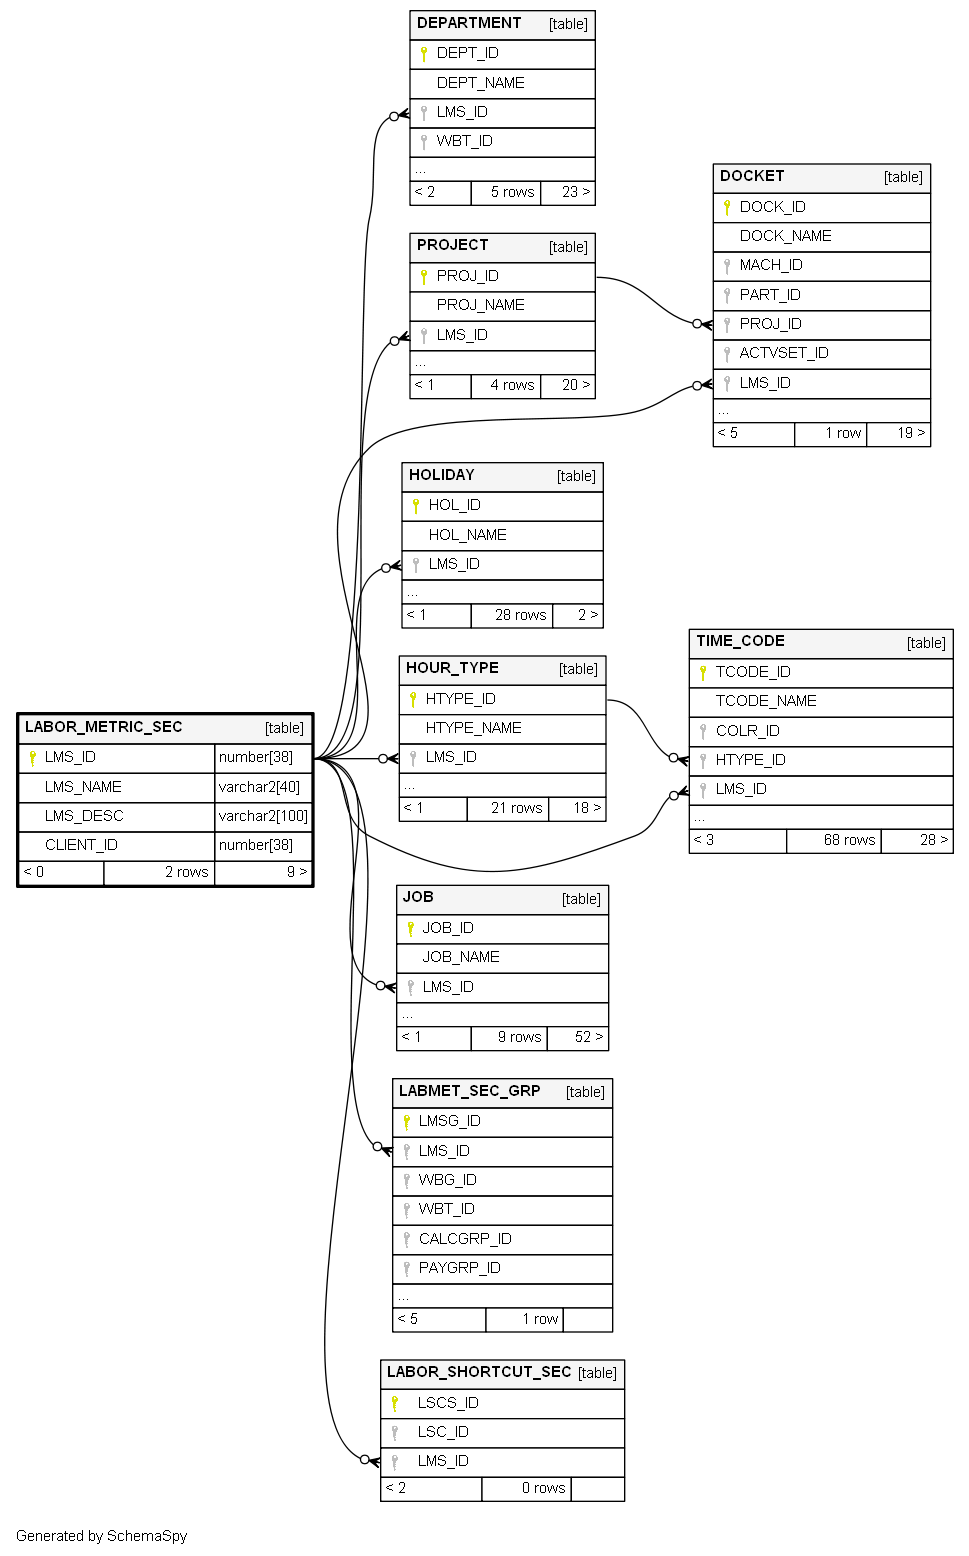 DEPARTMENT [table]
DEPT_ID
DEPT_NAME
LMS_ID
WBT_ID
...
< 2 5 rows 23 >
DOCKET [table]
DOCK_ID
DOCK_NAME
MACH_ID
PART_ID
PROJ_ID
ACTVSET_ID
LMS_ID
...
< 5 1 row 19 >
PROJECT [table]
PROJ_ID
PROJ_NAME
LMS_ID
...
< 1 4 rows 20 >
HOLIDAY [table]
HOL_ID
HOL_NAME
LMS_ID
...
< 1 28 rows 2 >
TIME_CODE [table]
TCODE_ID
TCODE_NAME
COLR_ID
HTYPE_ID
LMS_ID
...
< 3 68 rows 28 >
HOUR_TYPE [table]
HTYPE_ID
HTYPE_NAME
LMS_ID
...
< 1 21 rows 18 >
LABOR_METRIC_SEC [table]
LMS_ID number[38]
LMS_NAME varchar2[40]
LMS_DESC varchar2[100]
CLIENT_ID number[38]
< 0 2 rows 9 >
JOB [table]
JOB_ID
JOB_NAME
LMS_ID
...
< 1 9 rows 52 >
LABMET_SEC_GRP [table]
LMSG_ID
LMS_ID
WBG_ID
WBT_ID
CALCGRP_ID
PAYGRP_ID
...
< 5 1 row
LABOR_SHORTCUT_SEC [table]
LSCS_ID
LSC_ID
LMS_ID
< 2 0 rows
Generated by SchemaSpy